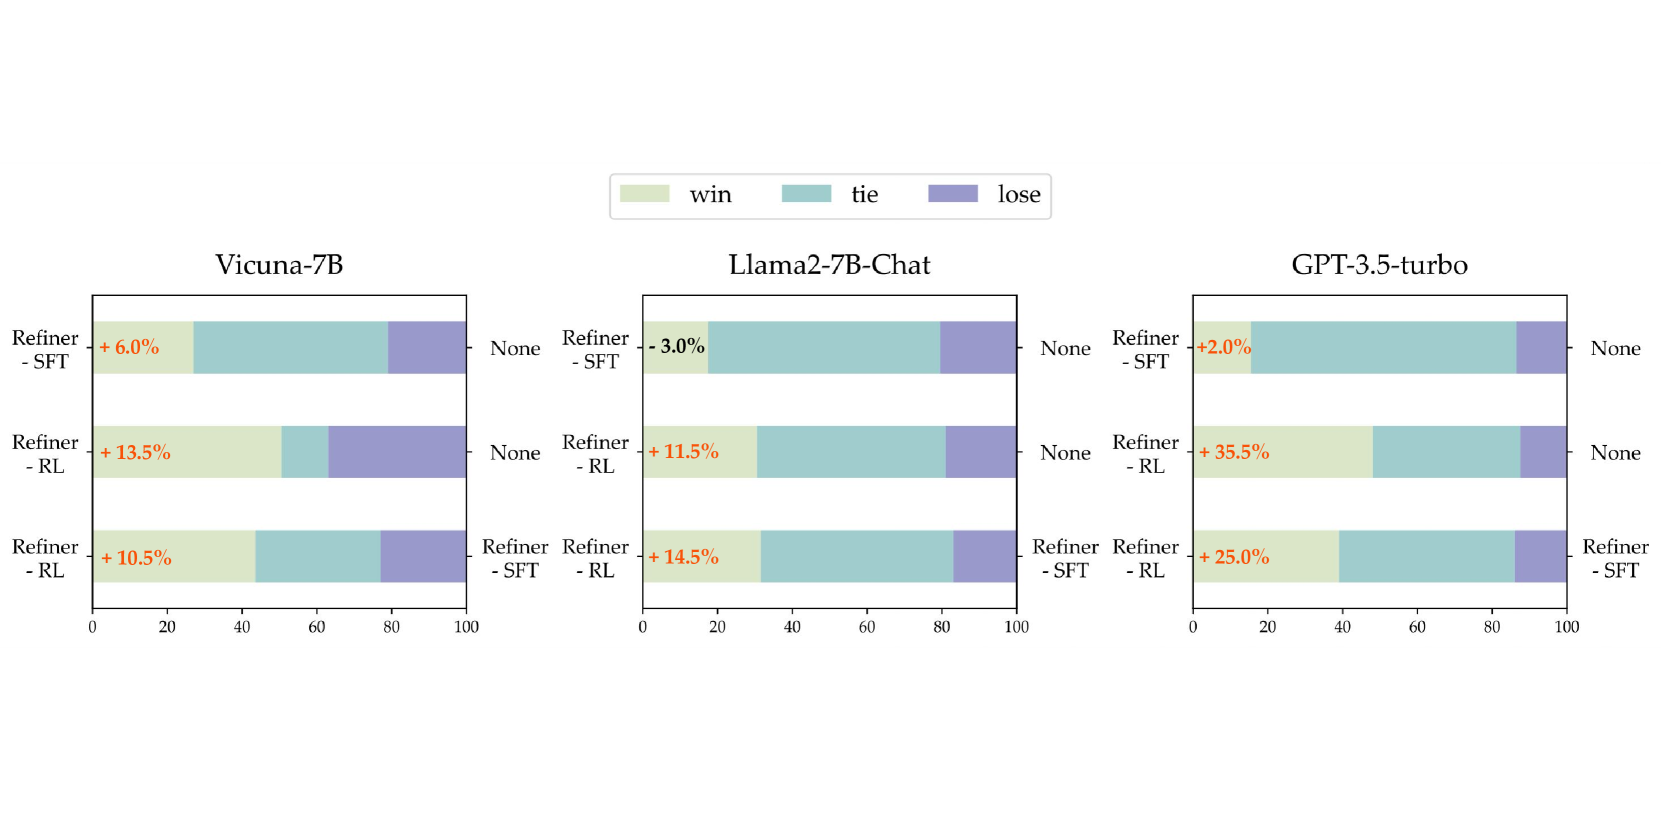 win tie lose
Vicuna-7B
Refiner
- SFT
+ 6.0%
None
Refiner
- RL
+ 13.5%
None
Refiner
- RL
+ 10.5%
Refiner
- SFT
0 20 40 60 80 100
Llama2-7B-Chat
Refiner
- SFT
- 3.0%
None
Refiner
- RL
+ 11.5%
None
Refiner
- RL
+ 14.5%
Refiner
- SFT
0 20 40 60 80 100
GPT-3.5-turbo
Refiner
- SFT
+2.0%
None
Refiner
- RL
+ 35.5%
None
Refiner
- RL
+ 25.0%
Refiner
- SFT
0 20 40 60 80 100